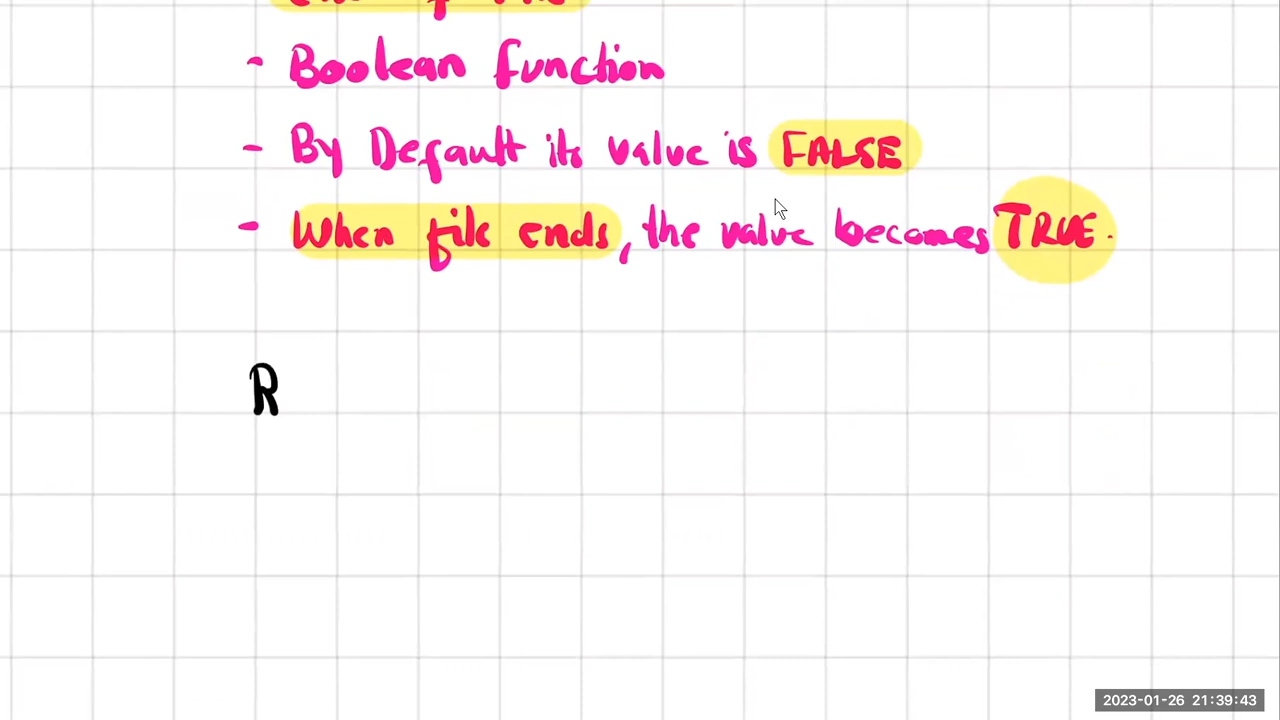 - Boolean function
- By Default its value is FALSE
- When file ends, the value becomes TRUE.
R
2023-01-26 21:39:43